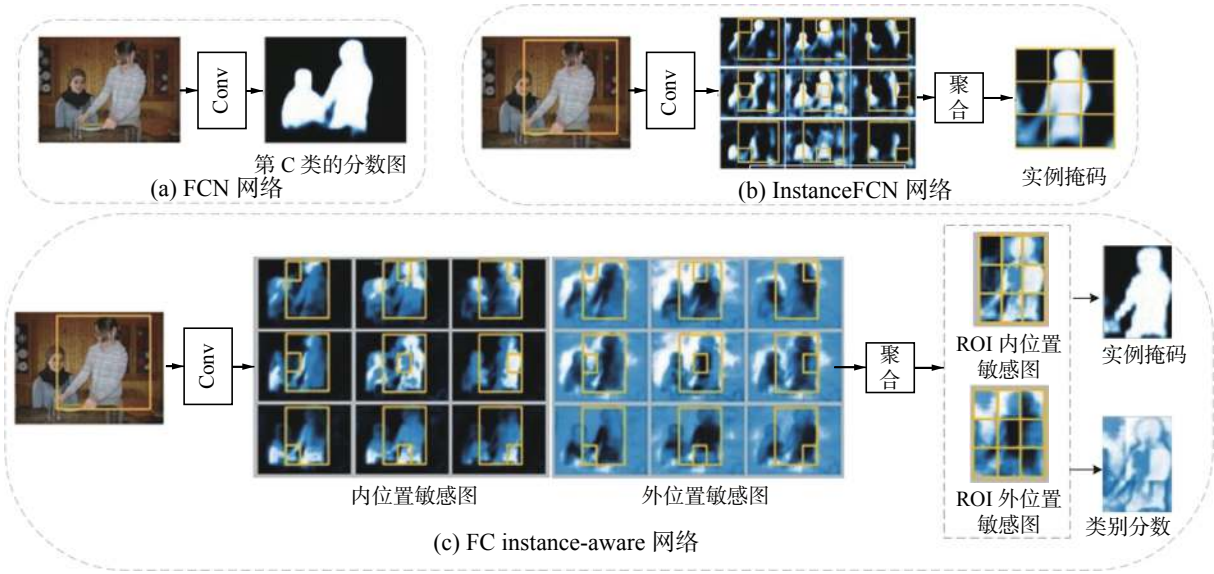 Conv
第 C 类的分数图
(a) FCN 网络
Conv
聚合
实例掩码
(b) InstanceFCN 网络
Conv
内位置敏感图
外位置敏感图
聚合
ROI 内位置
敏感图
实例掩码
ROI 外位置
敏感图
类别分数
(c) FC instance-aware 网络